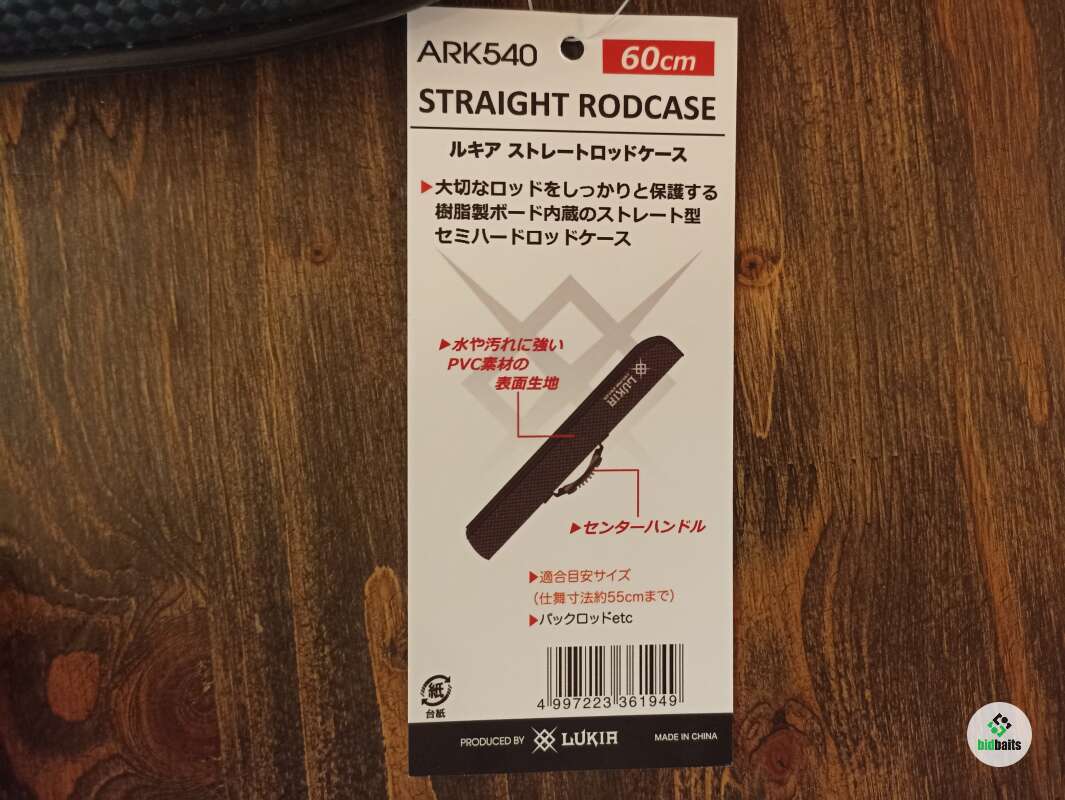 ARK540
60cm
STRAIGHT RODCASE
ルキア ストレートロッドケース
▶大切なロッドをしっかりと保護する
樹脂製ボード内蔵のストレート型
セミハードロッドケース
▶水や汚れに強い
PVC素材の
表面生地
LUKIA
▶センターハンドル
▶適合目安サイズ
(仕舞寸法約55cmまで)
▶パックロッドetc
4 997223 361949
紙
台紙
PRODUCED BY LUKIA MADE IN CHINA
bidbaits